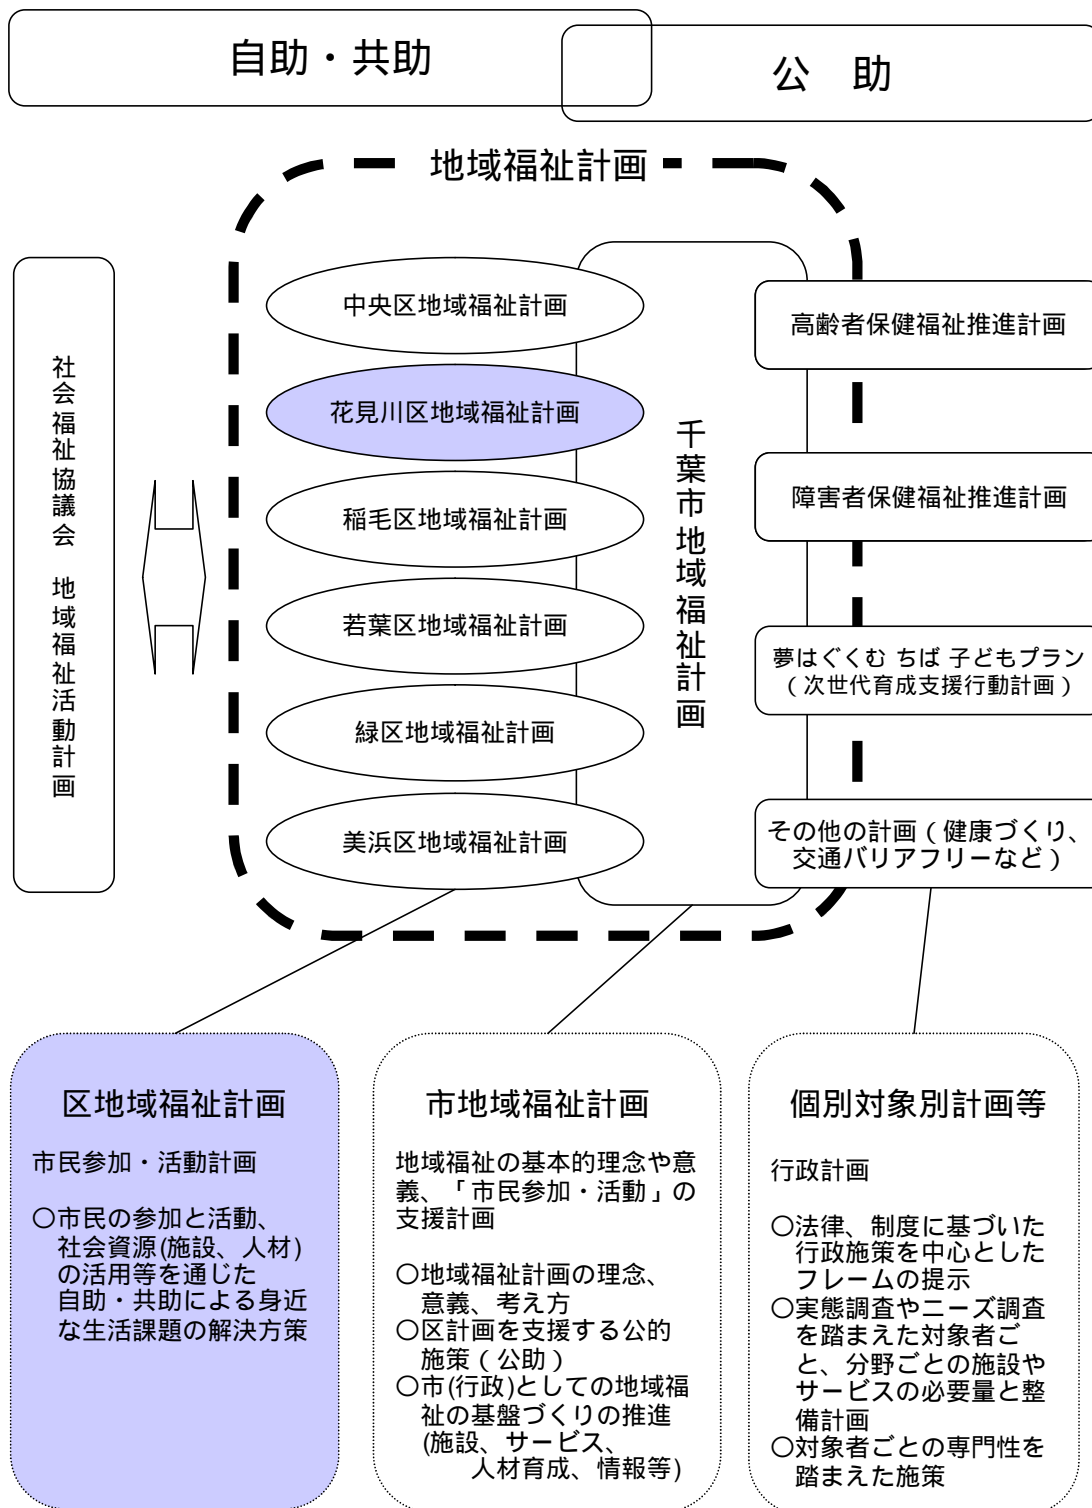 自助・共助
公　助
地域福祉計画
社会福祉協議会　地域福祉活動計画
中央区地域福祉計画
花見川区地域福祉計画
稲毛区地域福祉計画
若葉区地域福祉計画
緑区地域福祉計画
美浜区地域福祉計画
千葉市地域福祉計画
高齢者保健福祉推進計画
障害者保健福祉推進計画
夢はぐくむ ちば 子どもプラン
（次世代育成支援行動計画）
その他の計画（健康づくり、
交通バリアフリーなど）
区地域福祉計画
市民参加・活動計画
○市民の参加と活動、
社会資源(施設、人材)
の活用等を通じた
自助・共助による身近
な生活課題の解決方策
市地域福祉計画
地域福祉の基本的理念や意
義、「市民参加・活動」の
支援計画
○地域福祉計画の理念、
意義、考え方
○区計画を支援する公的
施策（公助）
○市(行政)としての地域福
祉の基盤づくりの推進
(施設、サービス、
人材育成、情報等)
個別対象別計画等
行政計画
○法律、制度に基づいた
行政施策を中心とした
フレームの提示
○実態調査やニーズ調査
を踏まえた対象者ご
と、分野ごとの施設や
サービスの必要量と整
備計画
○対象者ごとの専門性を
踏まえた施策